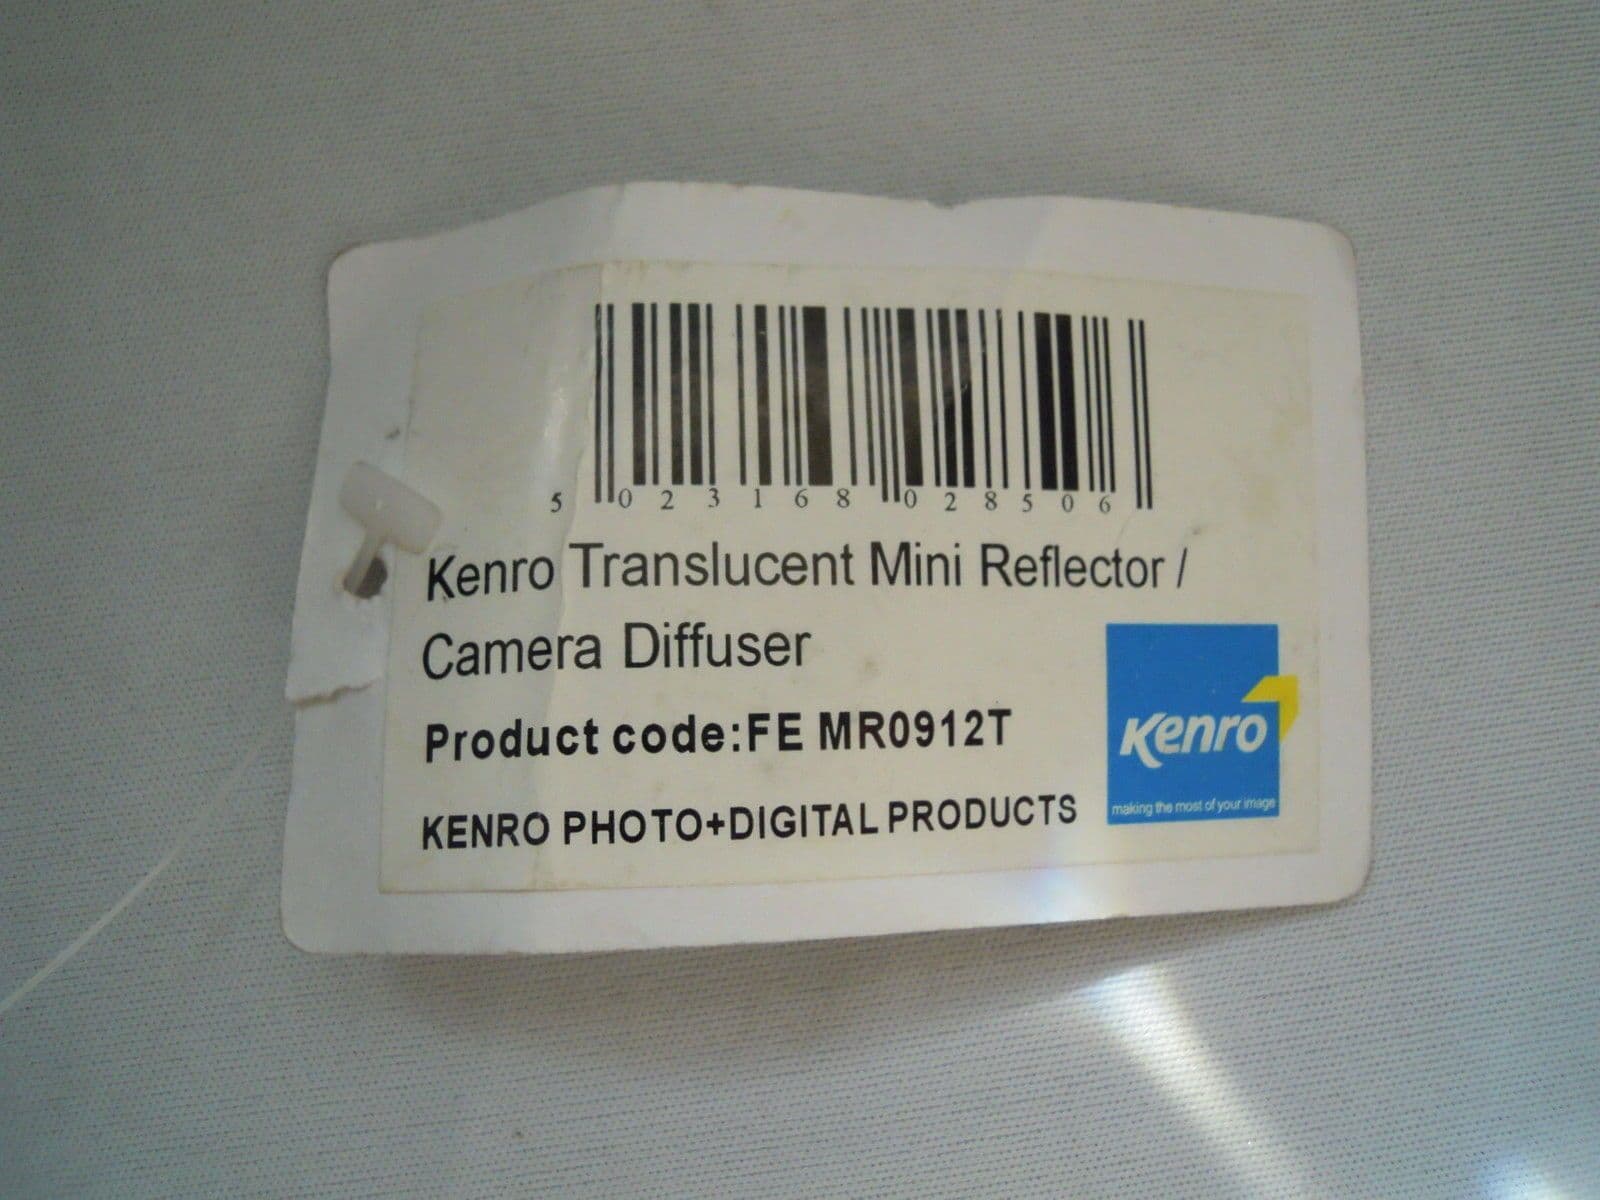 5 023168 028506
Kenro Translucent Mini Reflector /
Camera Diffuser
Product code:FE MR0912T
KENRO PHOTO+DIGITAL PRODUCTS
Kenro
making the most of your image